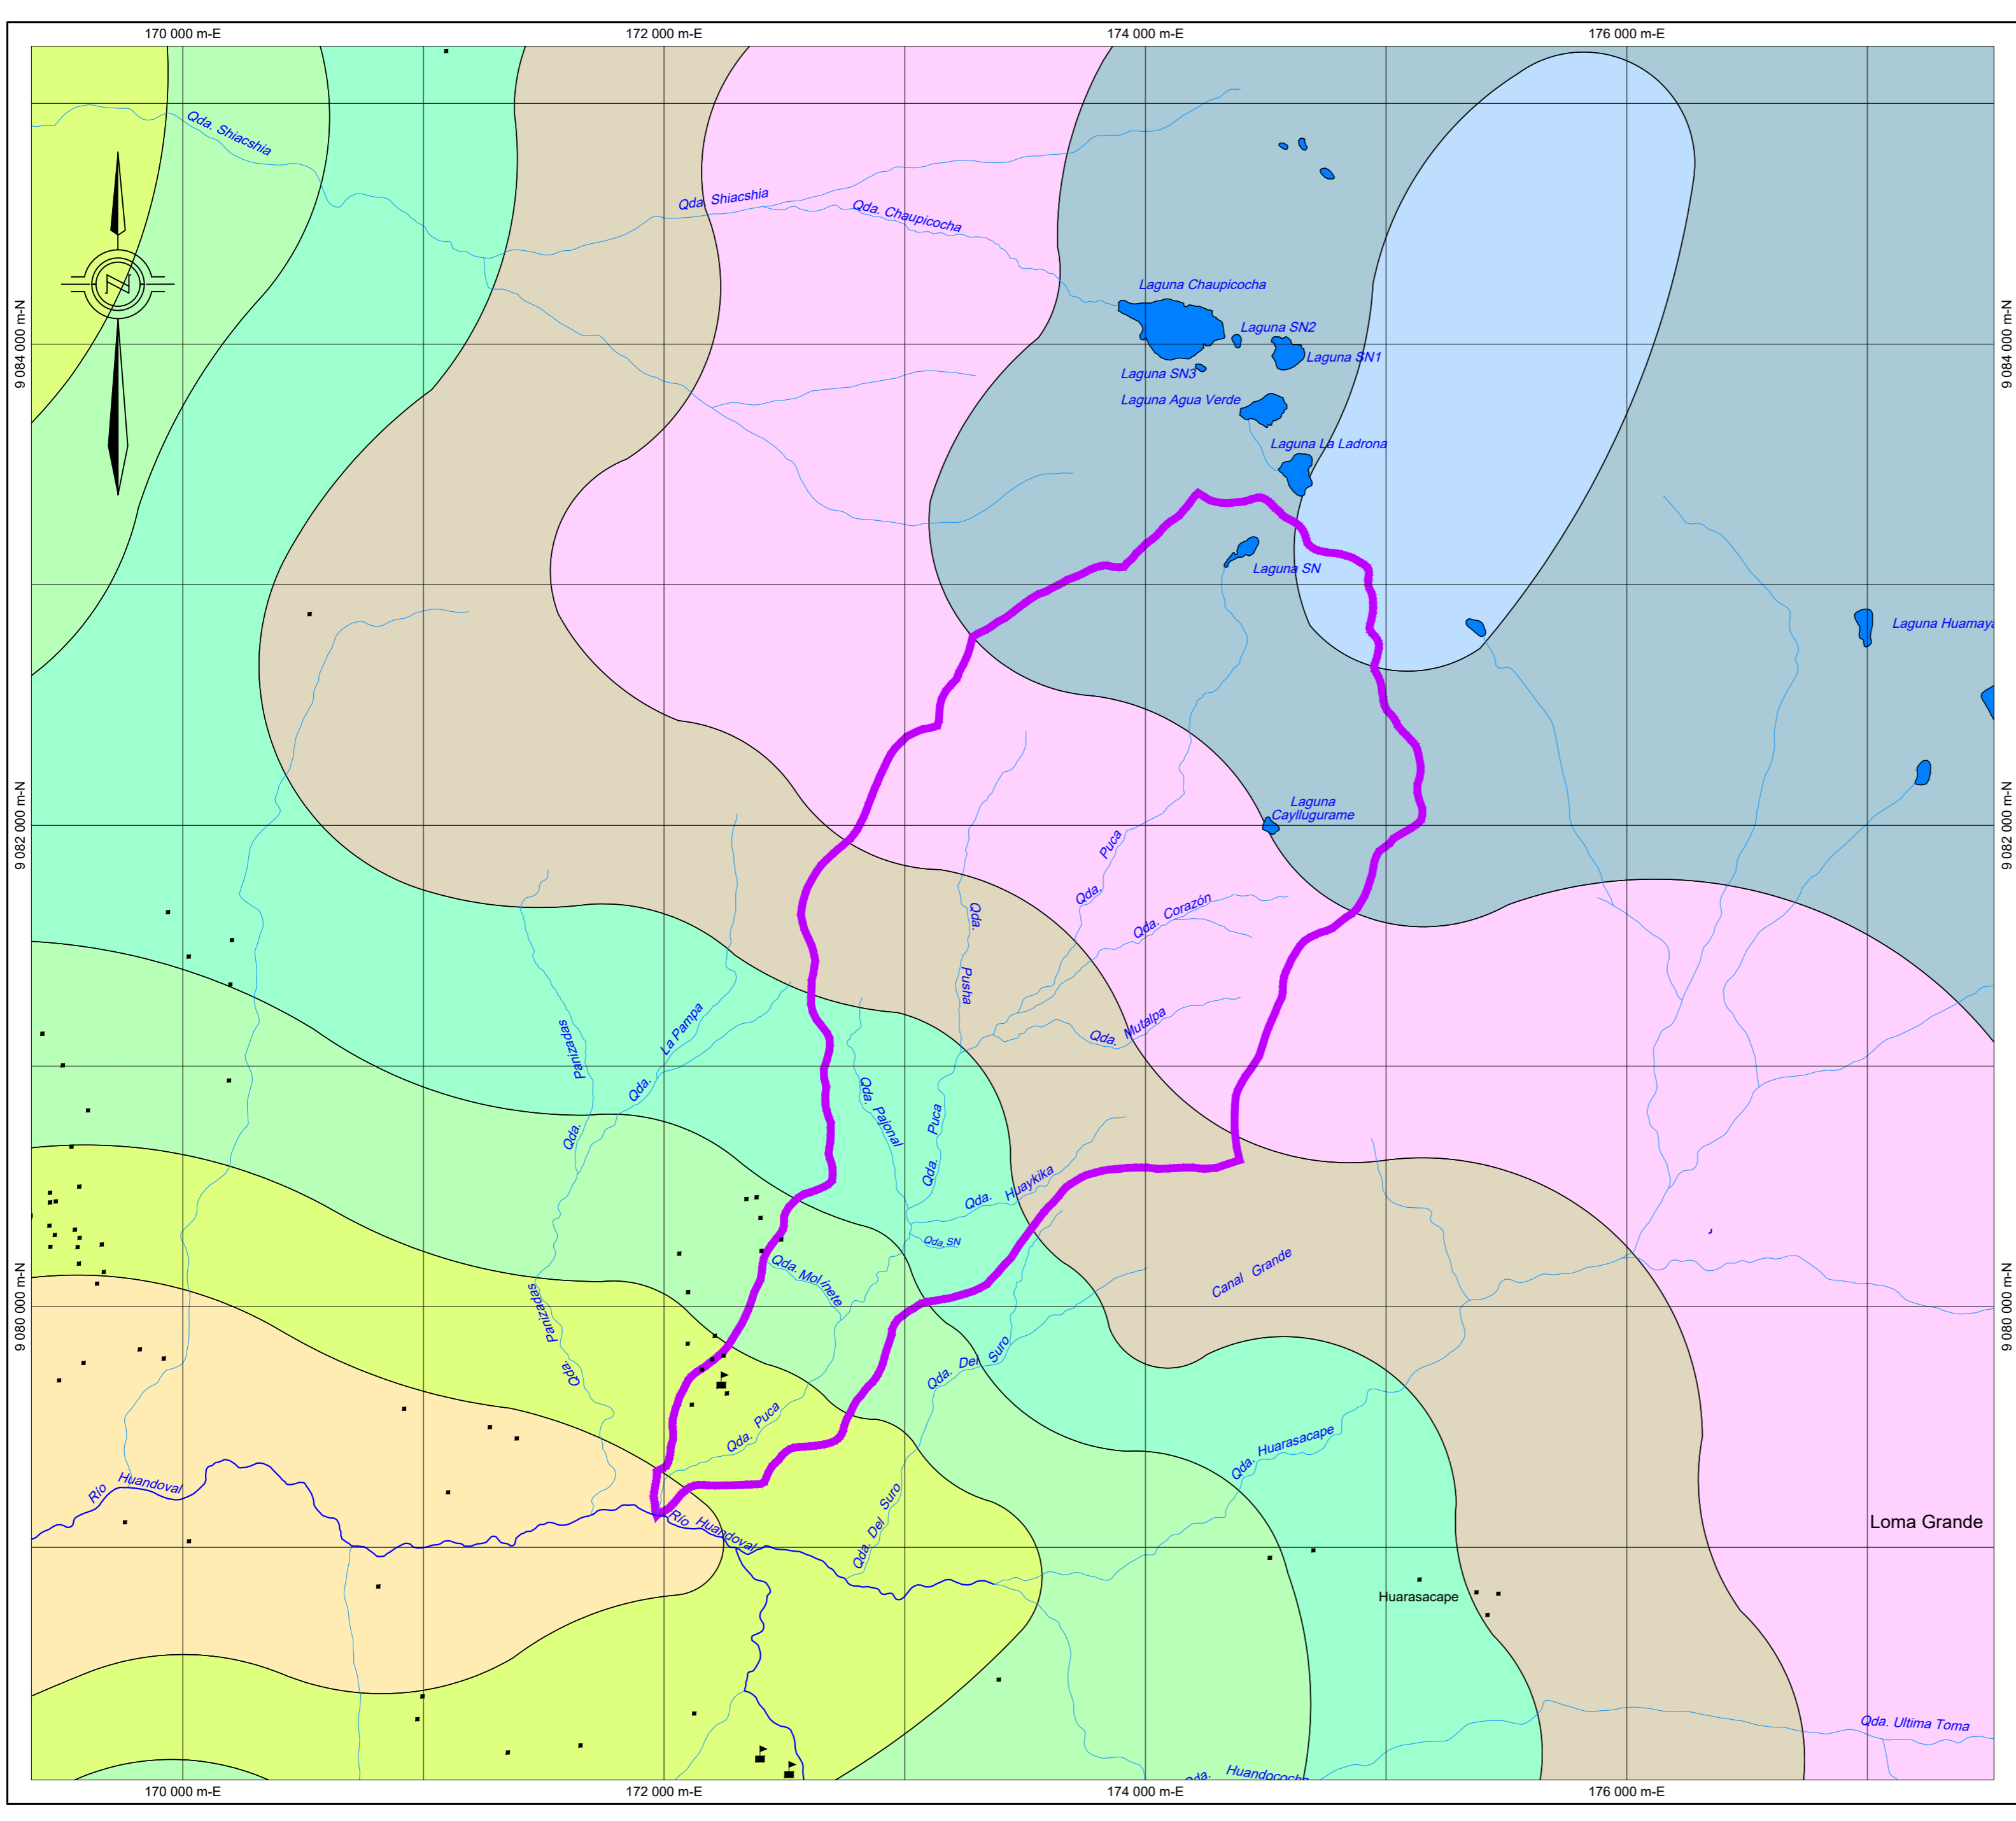 170 000 m-E
172 000 m-E
174 000 m-E
176 000 m-E
Qda. Shiacshia
Qda. Shiacshia
Qda. Chaupicocha
N
Laguna Chaupicocha
Laguna SN2
Laguna SN1
Laguna SN3
Laguna Agua Verde
Laguna La Ladrona
9 084 000 m-N
9 084 000 m-N
Laguna SN
Laguna Huamaya
Laguna
Cayllugurame
9 082 000 m-N
9 082 000 m-N
Qda. Puca
Qda. Corazón
Qda. Pusha
Qda. Mutalpa
Qda. La Pampa
Qda. Panizadas
Qda. Pajonal
Qda. Puca
Qda. Huaykika
Qda. SN
Qda. Molinete
Canal Grande
9 080 000 m-N
9 080 000 m-N
Qda. Panizadas
Qda. Del Suro
Qda. Puca
Qda. Huarasacape
Río Huandoval
Río Huandoval
Qda. Del Suro
Loma Grande
Huarasacape
Qda. Ultima Toma
Qda. Huandococha
170 000 m-E
172 000 m-E
174 000 m-E
176 000 m-E